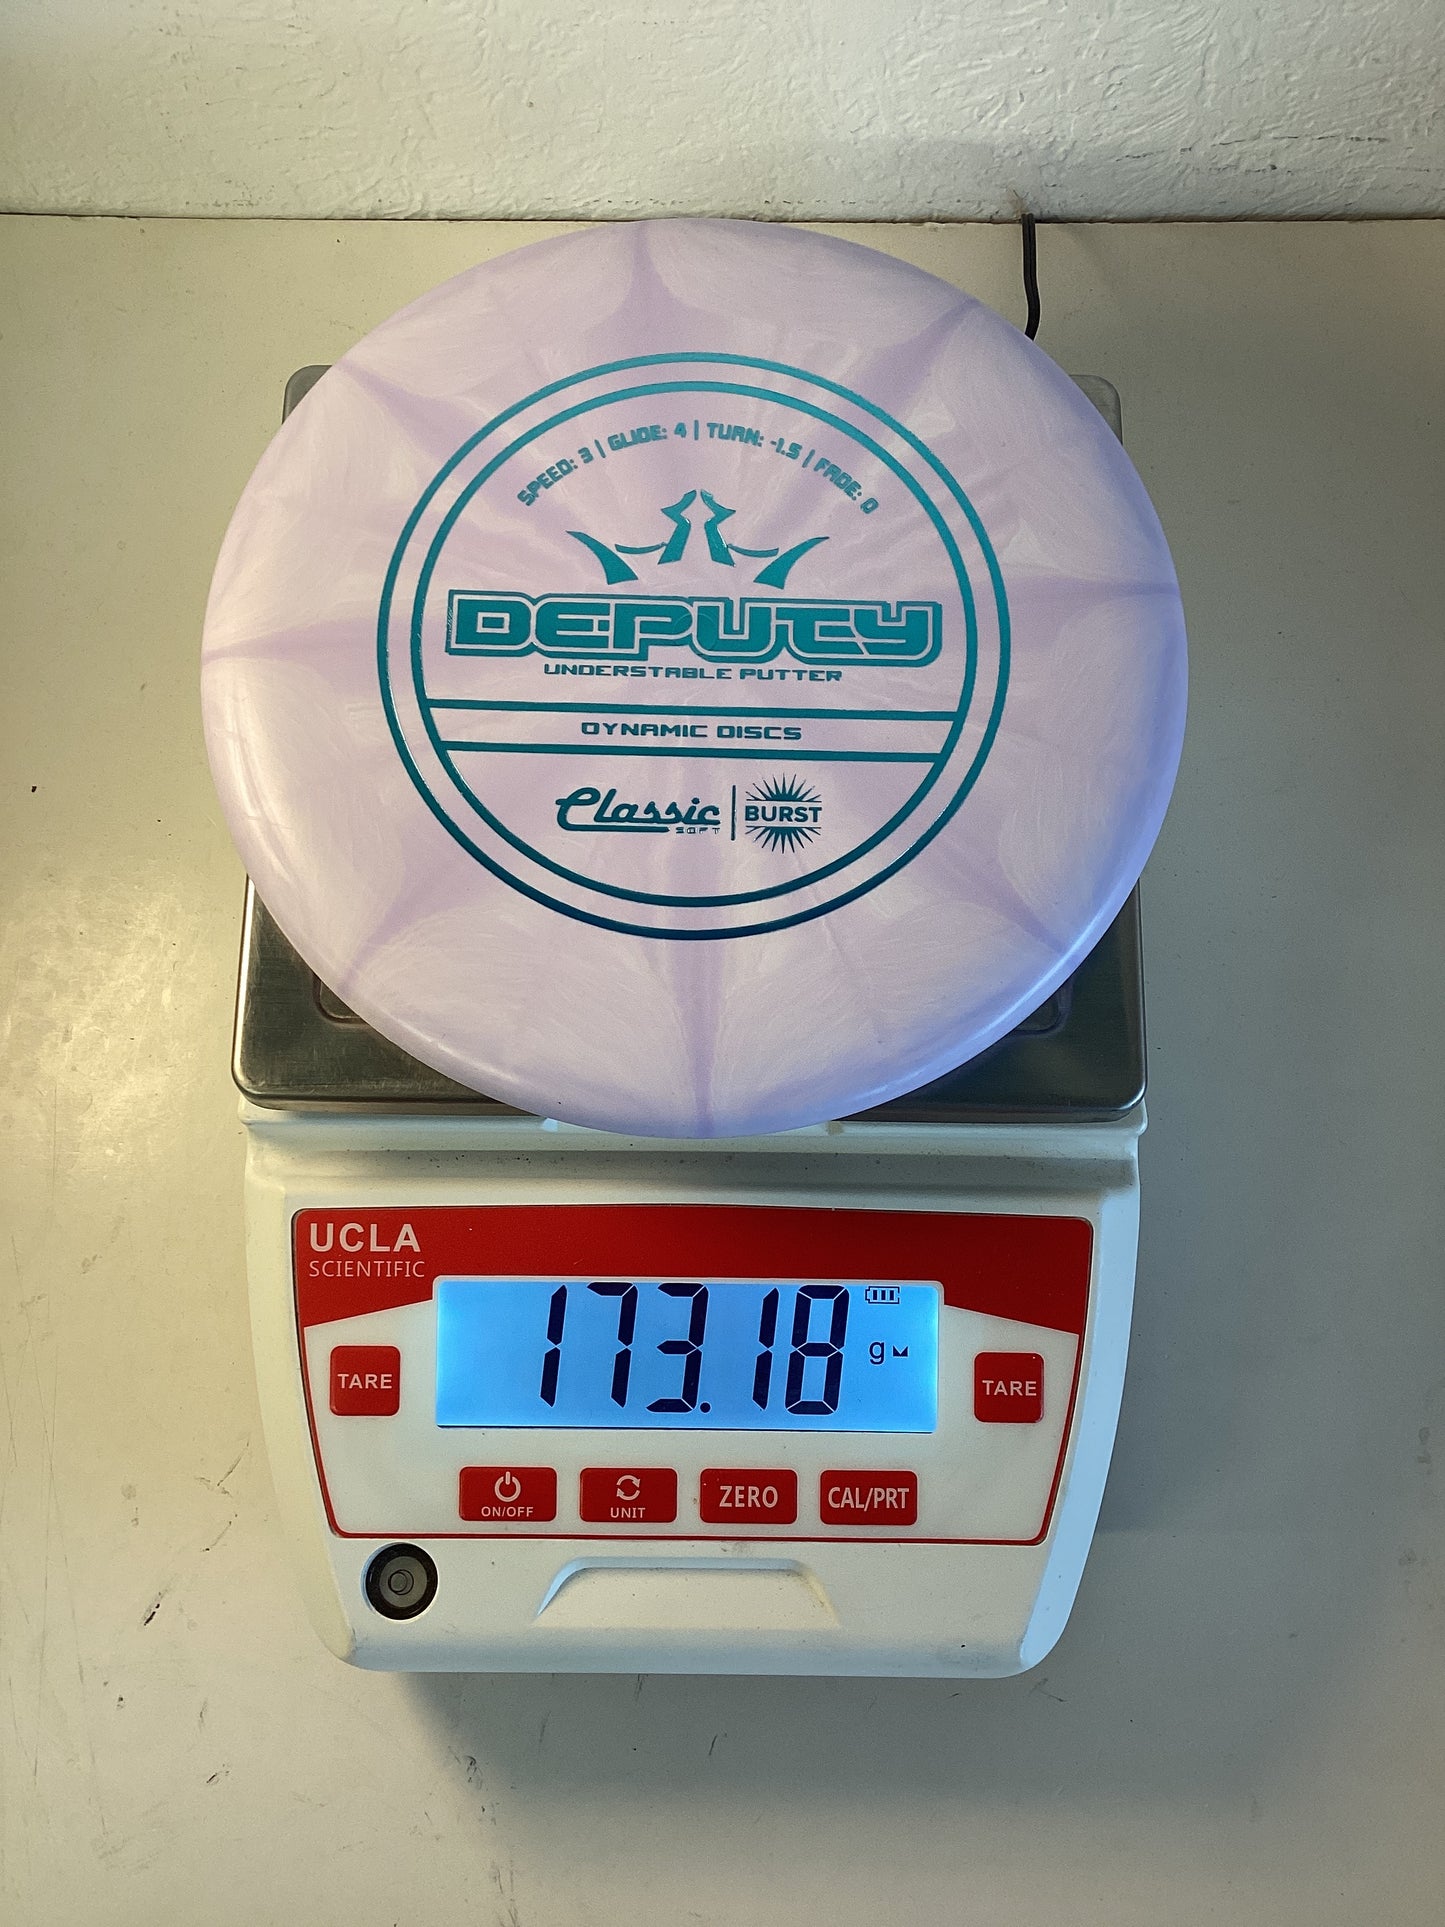 SPEED: 3 | GLIDE: 4 | TURN: -1.5 | FADE: 0
DEPUTY
UNDERSTABLE PUTTER
DYNAMIC DISCS
Classic SOFT | BURST
UCLA
SCIENTIFIC
173.18 g
TARE
TARE
ON/OFF
UNIT
ZERO
CAL/PRT